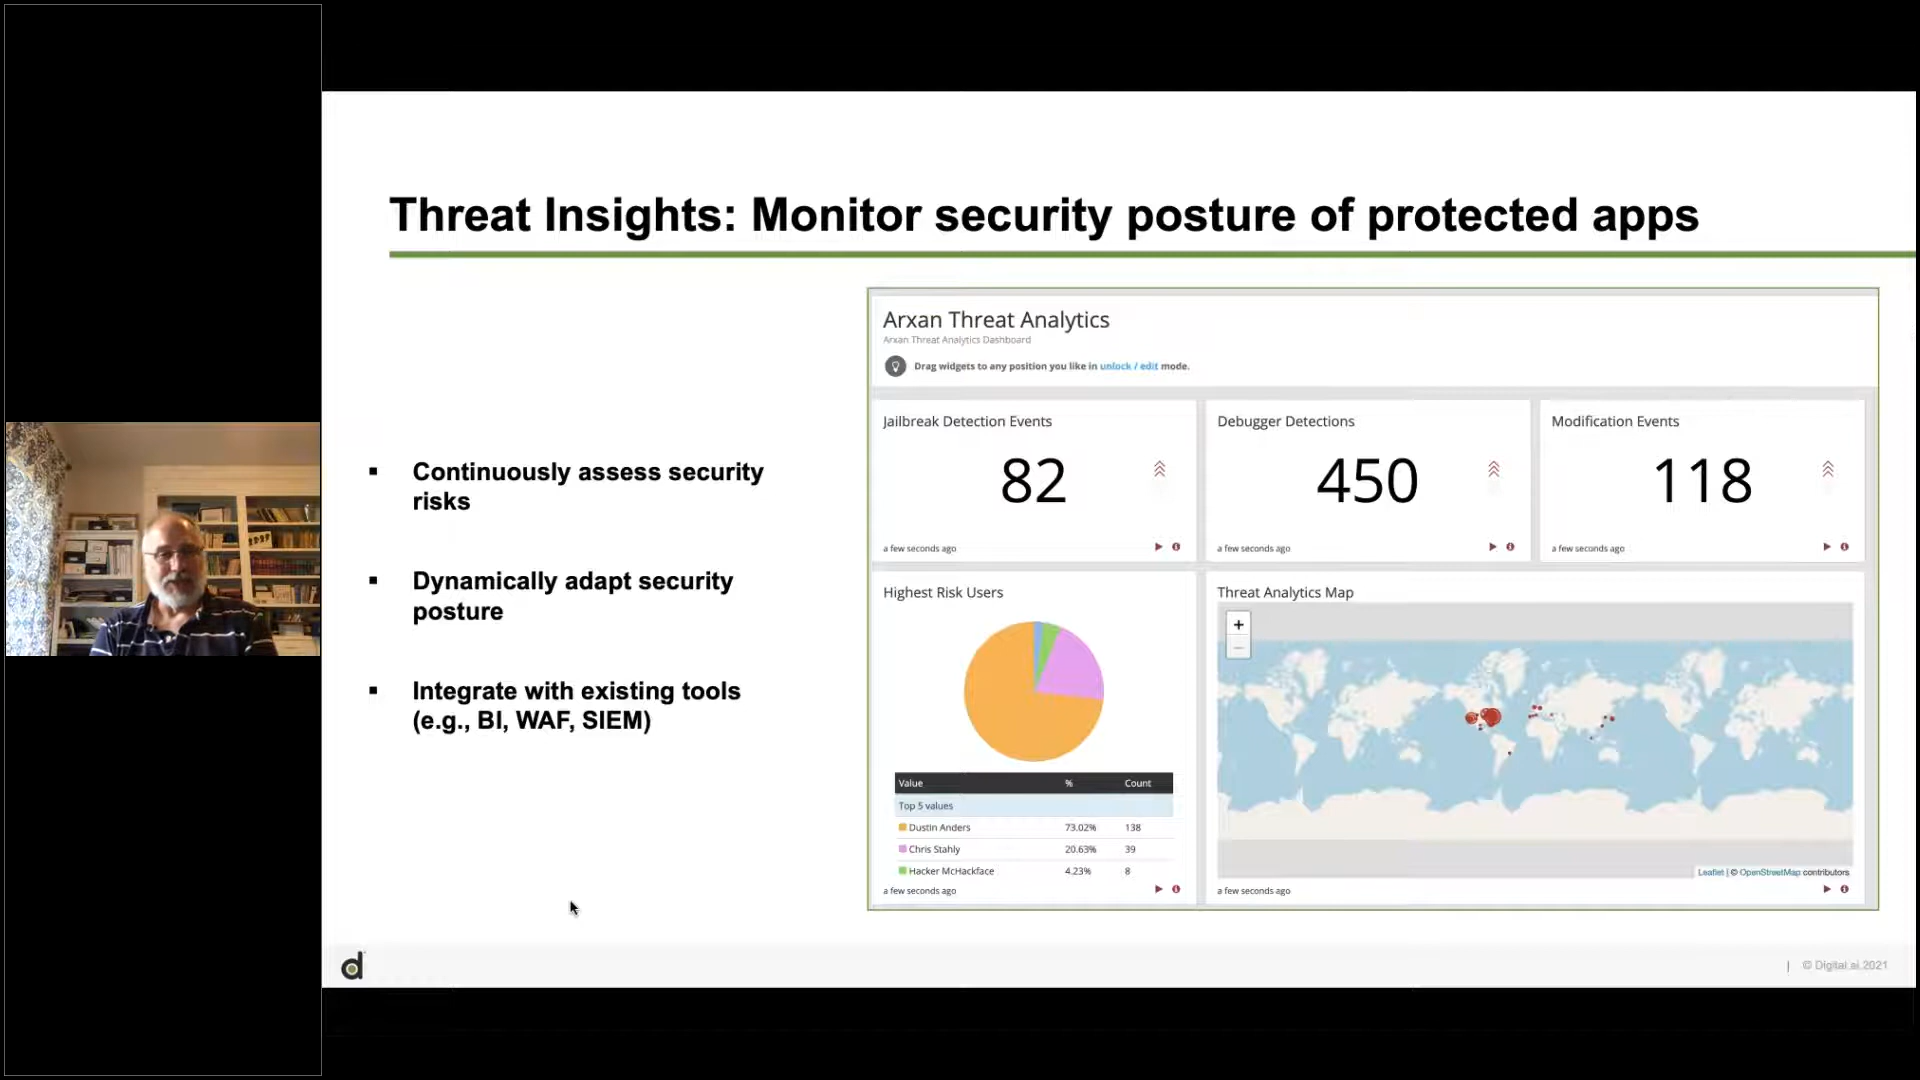 Threat Insights: Monitor security posture of protected apps
▪ Continuously assess security
risks
▪ Dynamically adapt security
posture
▪ Integrate with existing tools
(e.g., BI, WAF, SIEM)
Arxan Threat Analytics
Arxan Threat Analytics Dashboard
Drag widgets to any position you like in unlock / edit mode.
Jailbreak Detection Events
82
a few seconds ago
Debugger Detections
450
a few seconds ago
Modification Events
118
a few seconds ago
Highest Risk Users
Value % Count
Top 5 values
Dustin Anders 73.02% 138
Chris Stahly 20.63% 39
Hacker McHackface 4.23% 8
a few seconds ago
Threat Analytics Map
+
−
Leaflet | © OpenStreetMap contributors
a few seconds ago
d
| © Digital.ai 2021